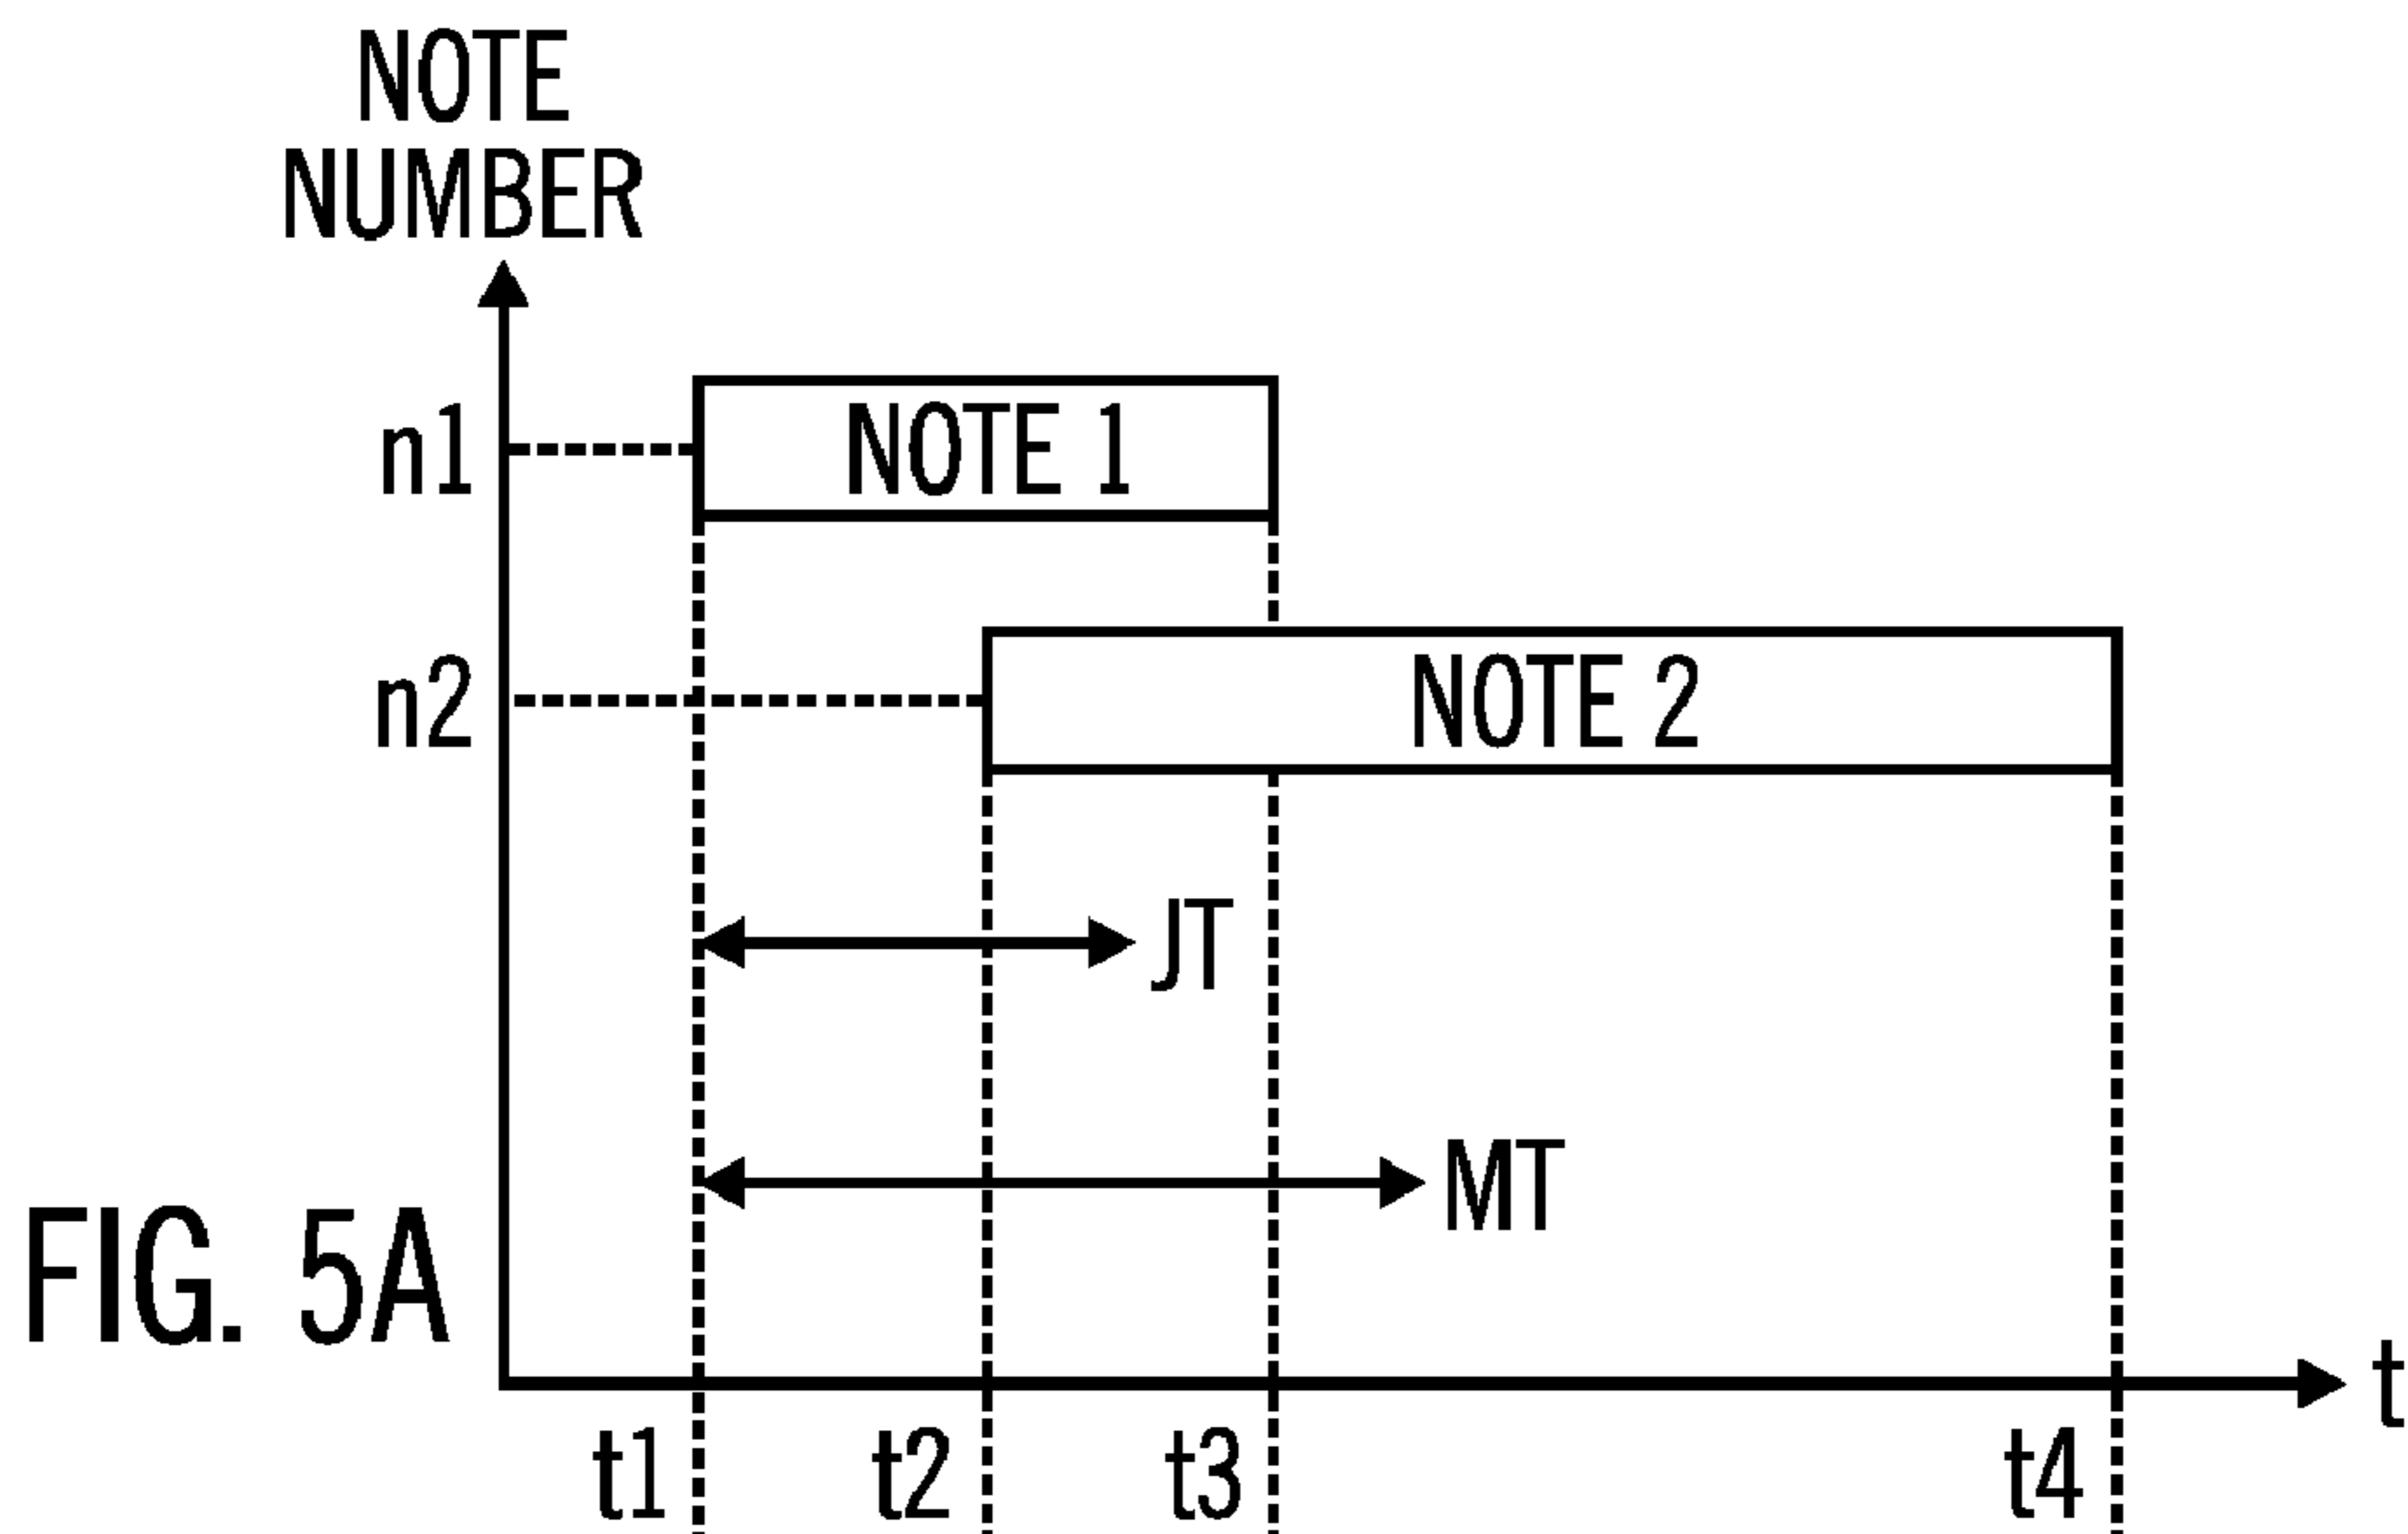 NOTE
NUMBER
n1
NOTE 1
n2
NOTE 2
JT
MT
FIG. 5A
t
t1
t2
t3
t4